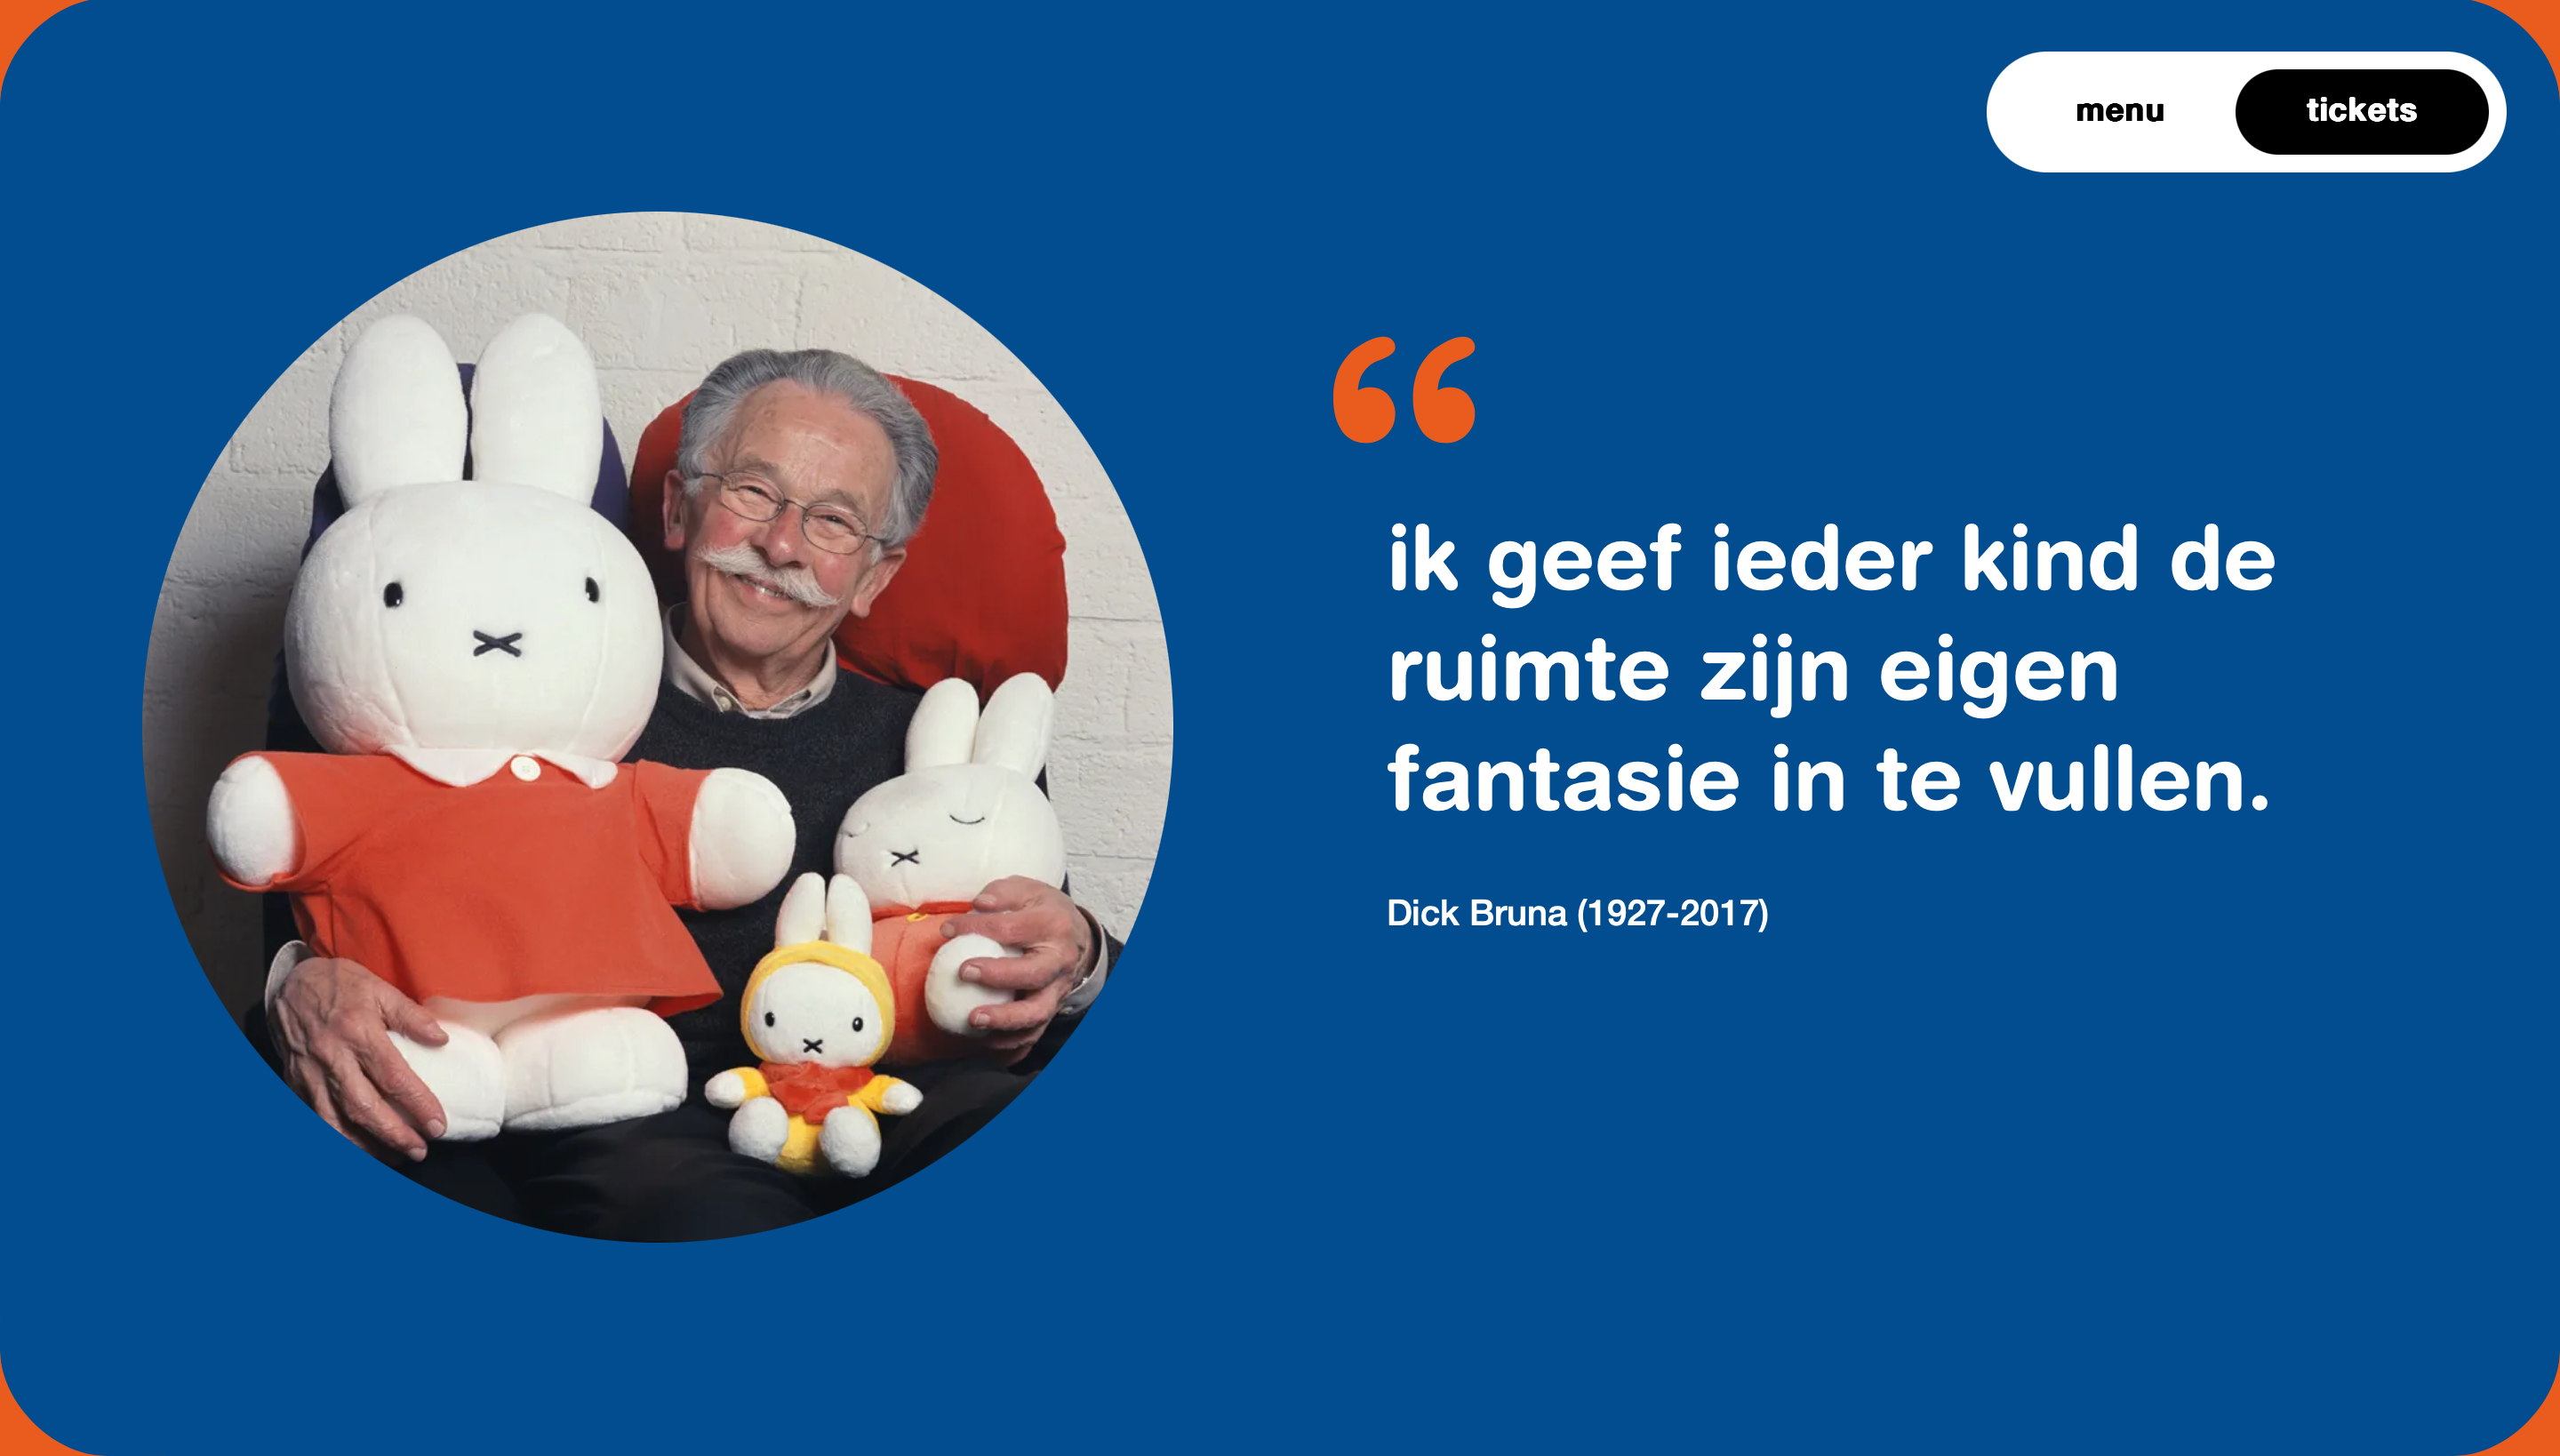 menu
tickets
“
ik geef ieder kind de
ruimte zijn eigen
fantasie in te vullen.
Dick Bruna (1927-2017)